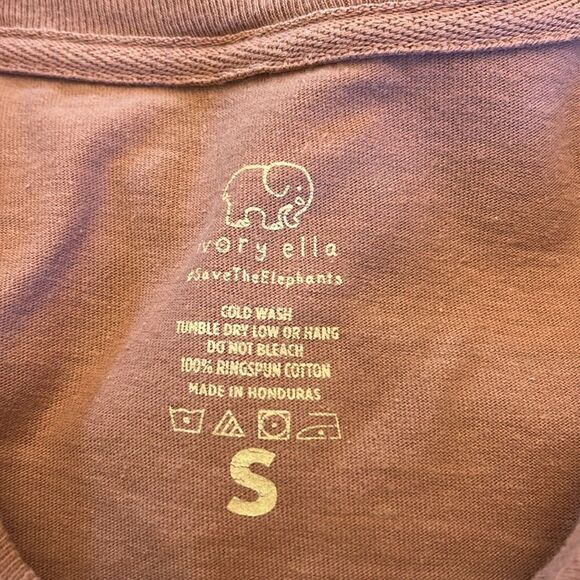 ivory ella
#SaveTheElephants
COLD WASH
TUMBLE DRY LOW OR HANG
DO NOT BLEACH
100% RINGSPUN COTTON
MADE IN HONDURAS
S